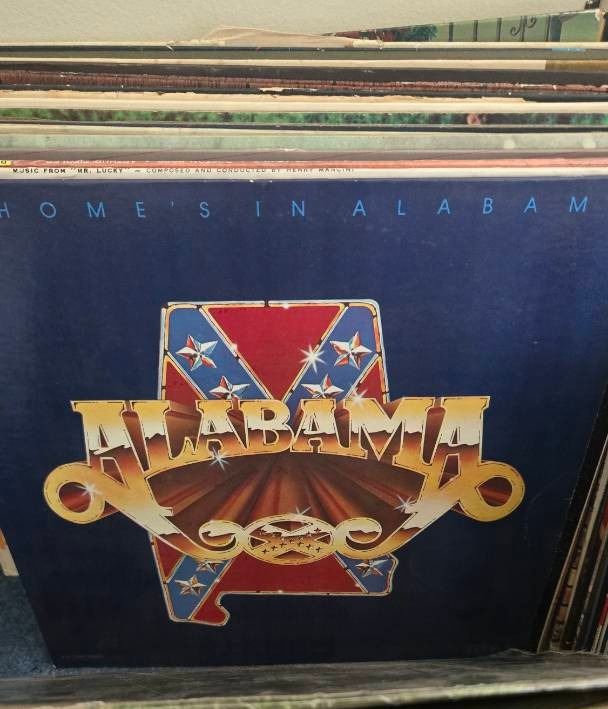 MUSIC FROM "MR. LUCKY" ~ COMPOSED AND CONDUCTED BY HENRY MANCINI
HOME'S IN ALABAM
ALABAMA